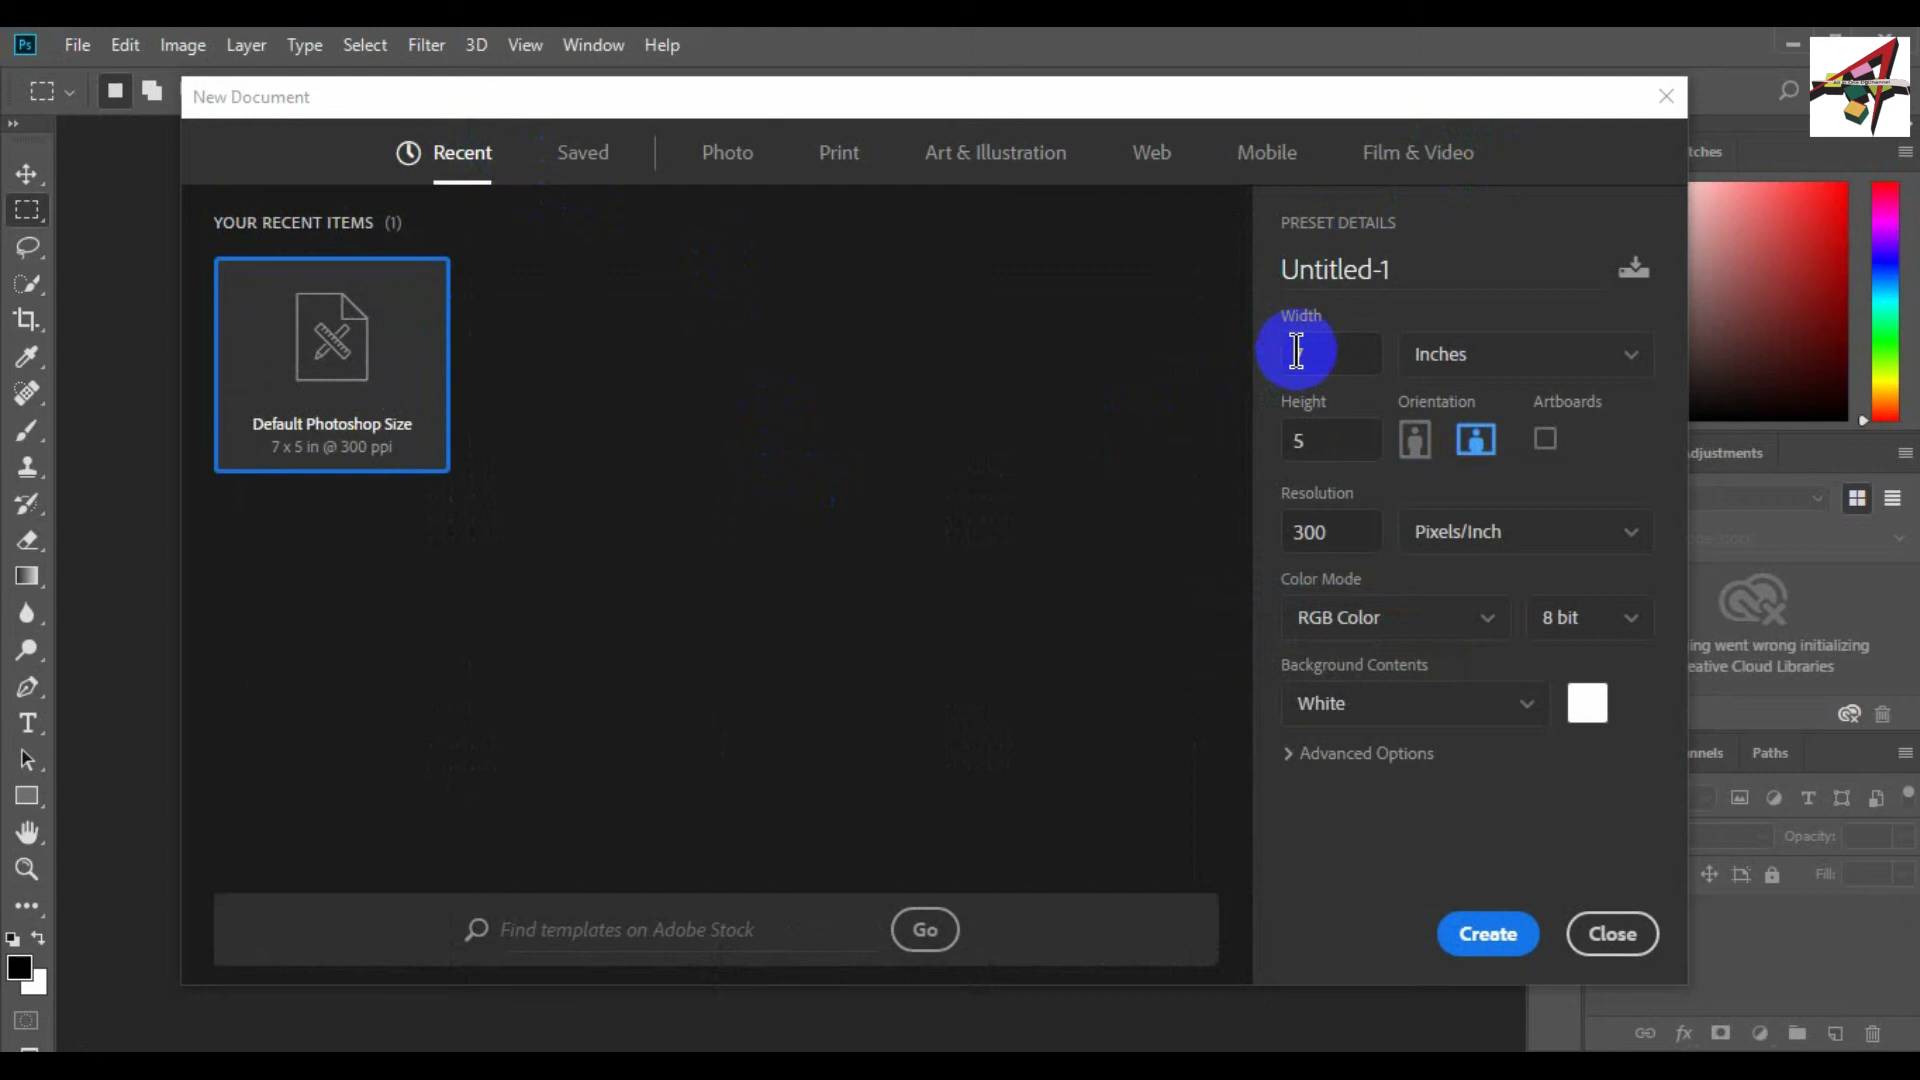 Ps File Edit Image Layer Type Select Filter 3D View Window Help
New Document
Recent Saved Photo Print Art & Illustration Web Mobile Film & Video
YOUR RECENT ITEMS (1)
Default Photoshop Size
7 x 5 in @ 300 ppi
Find templates on Adobe Stock
Go
PRESET DETAILS
Untitled-1
Width
Inches
Height Orientation Artboards
5
Resolution
300 Pixels/Inch
Color Mode
RGB Color 8 bit
Background Contents
White
Advanced Options
Create Close
tches
djustments
ing went wrong initializing
eative Cloud Libraries
nnels Paths
Opacity:
Fill: